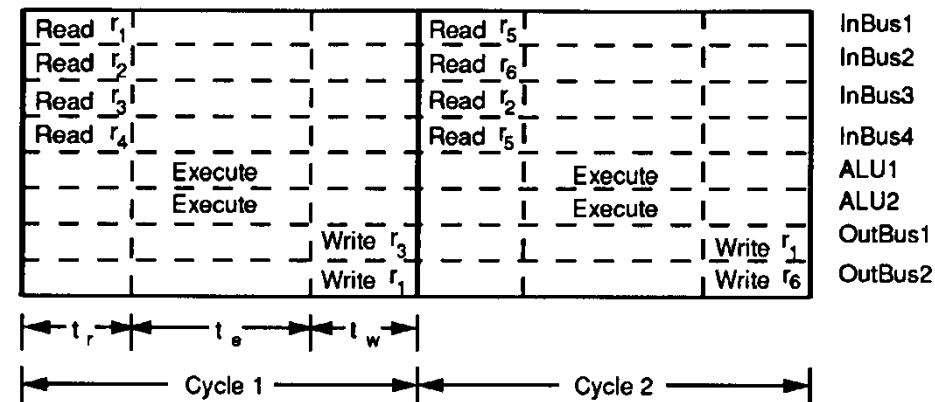 Read r1 Read r5 InBus1
Read r2 Read r6 InBus2
Read r3 Read r2 InBus3
Read r4 Read r5 InBus4
Execute Execute ALU1
Execute Execute ALU2
Write r3 Write r1 OutBus1
Write r1 Write r6 OutBus2
tr te tw
Cycle 1 Cycle 2